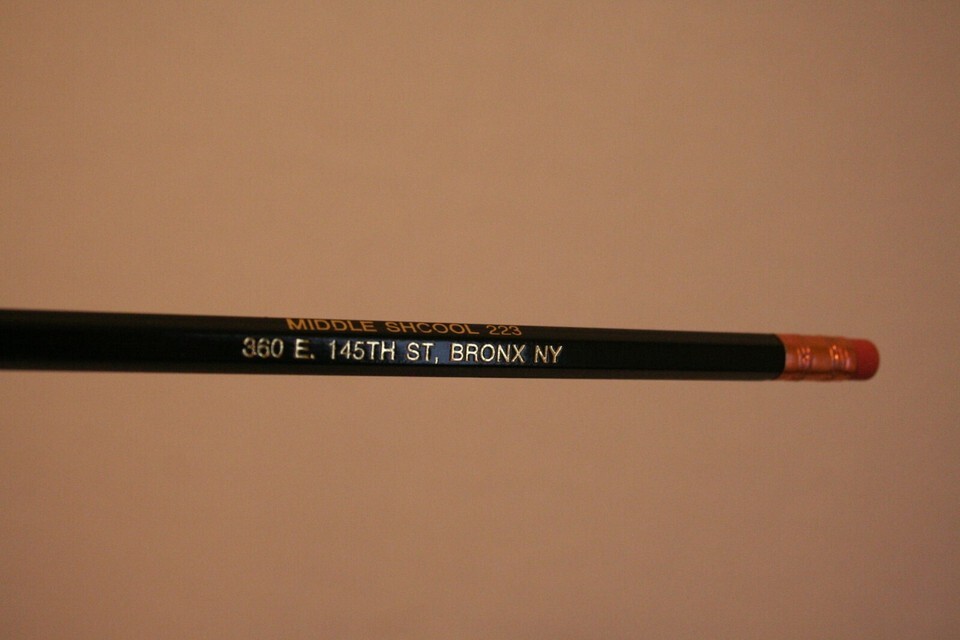 MIDDLE SHCOOL 223
360 E. 145TH ST, BRONX NY